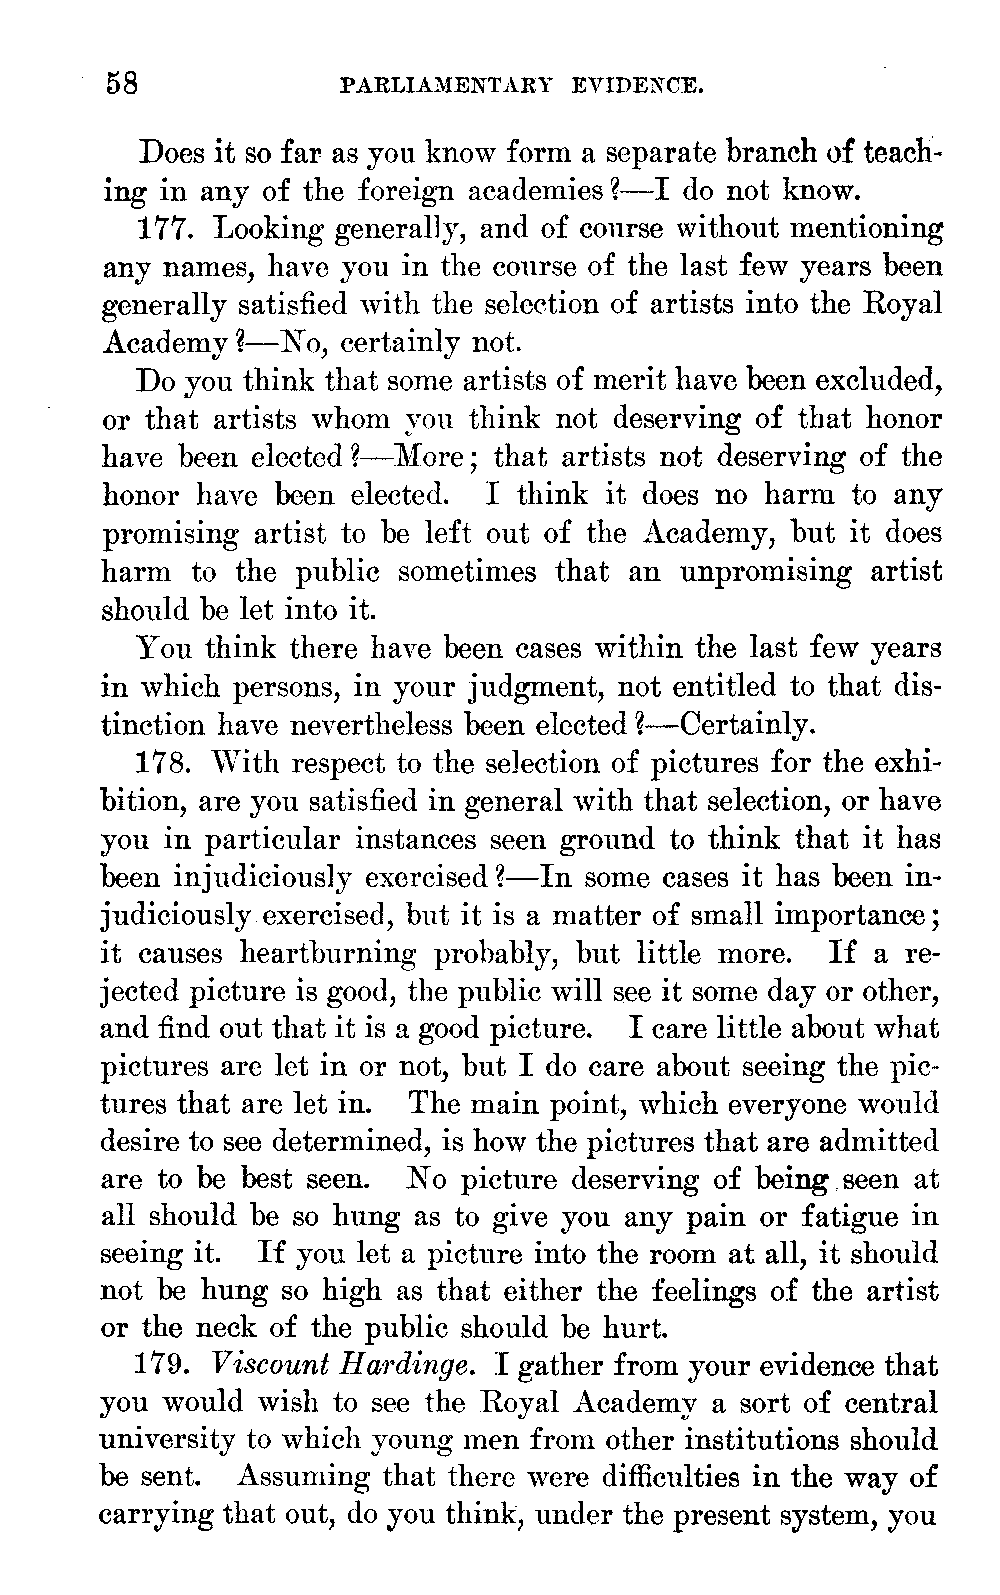 58 PARLIAMENTARY EVIDENCE.
Does it so far as you know form a separate branch of teach-
ing in any of the foreign academies?—I do not know.
177. Looking generally, and of course without mentioning
any names, have you in the course of the last few years been
generally satisfied with the selection of artists into the Royal
Academy?—No, certainly not.
Do you think that some artists of merit have been excluded,
or that artists whom you think not deserving of that honor
have been elected?—More; that artists not deserving of the
honor have been elected. I think it does no harm to any
promising artist to be left out of the Academy, but it does
harm to the public sometimes that an unpromising artist
should be let into it.
You think there have been cases within the last few years
in which persons, in your judgment, not entitled to that dis-
tinction have nevertheless been elected?—Certainly.
178. With respect to the selection of pictures for the exhi-
bition, are you satisfied in general with that selection, or have
you in particular instances seen ground to think that it has
been injudiciously exercised?—In some cases it has been in-
judiciously exercised, but it is a matter of small importance;
it causes heartburning probably, but little more. If a re-
jected picture is good, the public will see it some day or other,
and find out that it is a good picture. I care little about what
pictures are let in or not, but I do care about seeing the pic-
tures that are let in. The main point, which everyone would
desire to see determined, is how the pictures that are admitted
are to be best seen. No picture deserving of being seen at
all should be so hung as to give you any pain or fatigue in
seeing it. If you let a picture into the room at all, it should
not be hung so high as that either the feelings of the artist
or the neck of the public should be hurt.
179. Viscount Hardinge. I gather from your evidence that
you would wish to see the Royal Academy a sort of central
university to which young men from other institutions should
be sent. Assuming that there were difficulties in the way of
carrying that out, do you think, under the present system, you